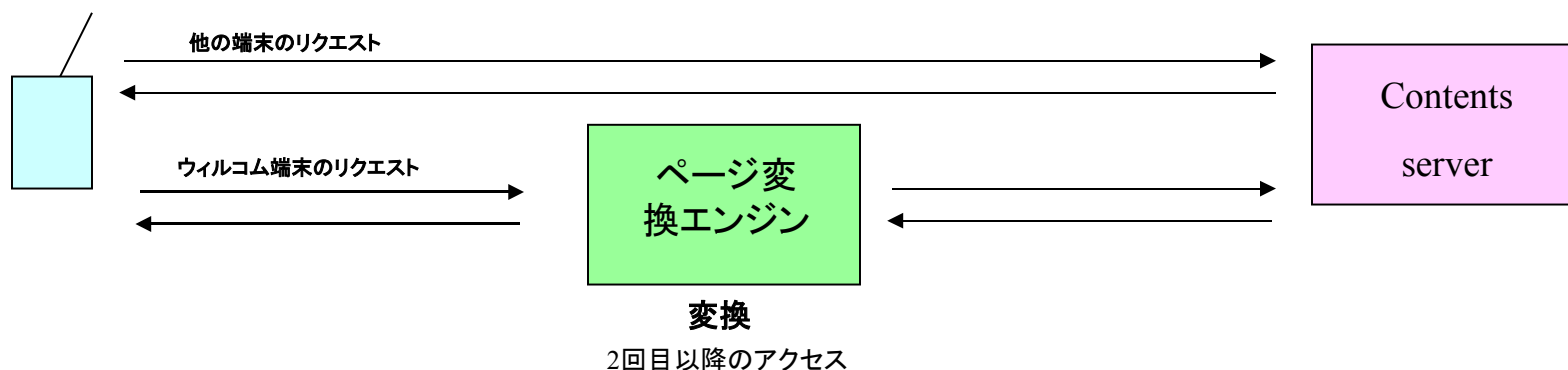 他の端末のリクエスト
Contents
server
ウィルコム端末のリクエスト
ページ変
換エンジン
変換
2回目以降のアクセス